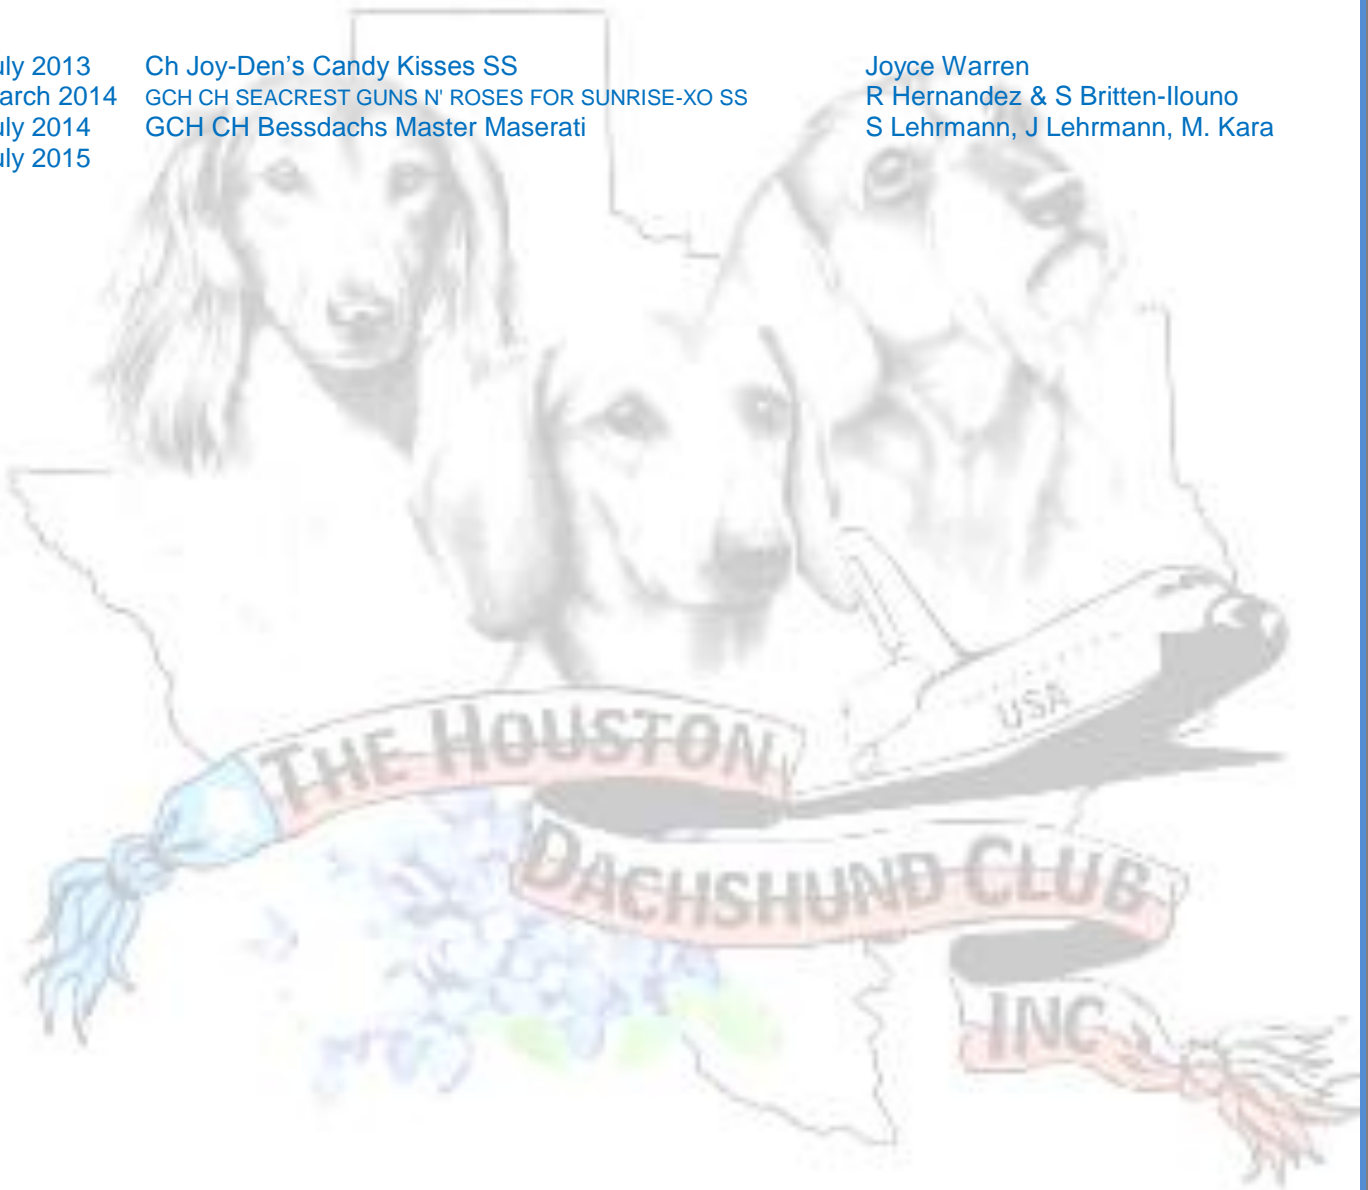 uly 2013 Ch Joy-Den's Candy Kisses SS Joyce Warren
arch 2014 GCH CH SEACREST GUNS N' ROSES FOR SUNRISE-XO SS R Hernandez & S Britten-Ilouno
uly 2014 GCH CH Bessdachs Master Maserati S Lehrmann, J Lehrmann, M. Kara
uly 2015
USA
THE HOUSTON
DACHSHUND CLUB
INC